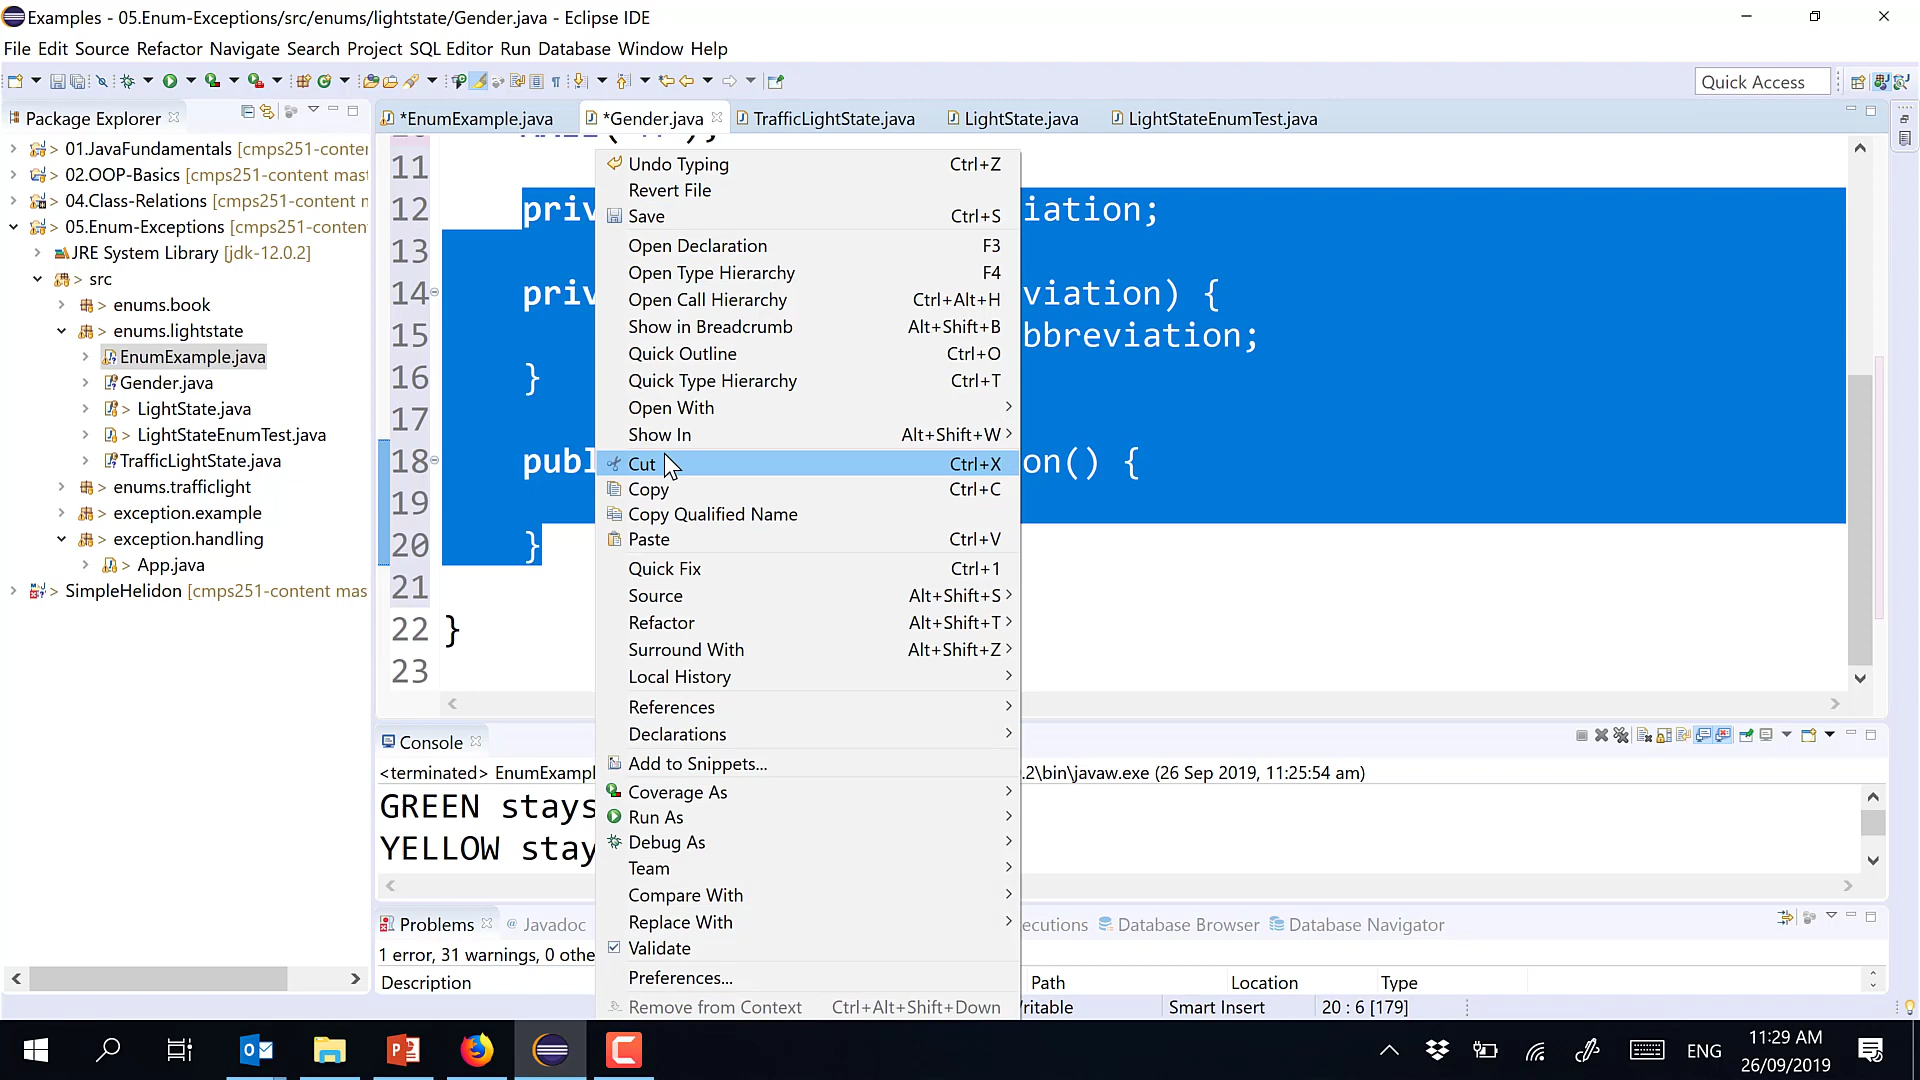 Examples - 05.Enum-Exceptions/src/enums/lightstate/Gender.java - Eclipse IDE
File Edit Source Refactor Navigate Search Project SQL Editor Run Database Window Help
Quick Access
Package Explorer
*EnumExample.java
*Gender.java
TrafficLightState.java
LightState.java
LightStateEnumTest.java
01.JavaFundamentals [cmps251-conter
02.OOP-Basics [cmps251-content mast
04.Class-Relations [cmps251-content n
05.Enum-Exceptions [cmps251-conten
JRE System Library [jdk-12.0.2]
src
enums.book
enums.lightstate
EnumExample.java
Gender.java
LightState.java
LightStateEnumTest.java
TrafficLightState.java
enums.trafficlight
exception.example
exception.handling
App.java
SimpleHelidon [cmps251-content mas
11
12 priv iation;
13
14 priv viation) {
15 bbreviation;
16 }
17
18 publ on() {
19
20 }
21
22 }
23
Undo Typing Ctrl+Z
Revert File
Save Ctrl+S
Open Declaration F3
Open Type Hierarchy F4
Open Call Hierarchy Ctrl+Alt+H
Show in Breadcrumb Alt+Shift+B
Quick Outline Ctrl+O
Quick Type Hierarchy Ctrl+T
Open With
Show In Alt+Shift+W
Cut Ctrl+X
Copy Ctrl+C
Copy Qualified Name
Paste Ctrl+V
Quick Fix Ctrl+1
Source Alt+Shift+S
Refactor Alt+Shift+T
Surround With Alt+Shift+Z
Local History
References
Declarations
Add to Snippets...
Coverage As
Run As
Debug As
Team
Compare With
Replace With
Validate
Preferences...
Remove from Context Ctrl+Alt+Shift+Down
Console
<terminated> EnumExampl .2\bin\javaw.exe (26 Sep 2019, 11:25:54 am)
GREEN stays
YELLOW stay
Problems
@ Javadoc
ecutions
Database Browser
Database Navigator
1 error, 31 warnings, 0 othe
Description Path Location Type
ritable
Smart Insert
20 : 6 [179]
ENG
11:29 AM
26/09/2019